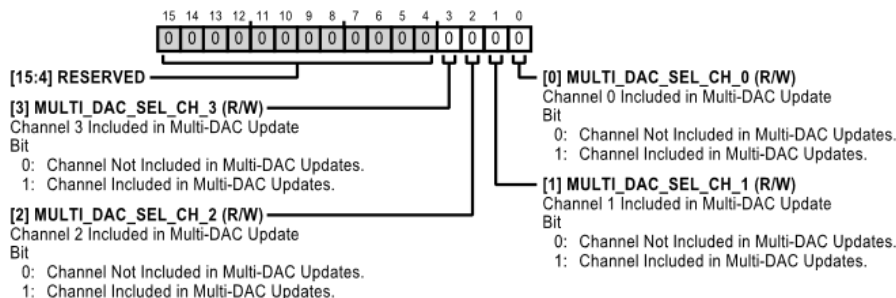 15 14 13 12 11 10 9 8 7 6 5 4 3 2 1 0
0 0 0 0 0 0 0 0 0 0 0 0 0 0 0 0
[15:4] RESERVED
[3] MULTI_DAC_SEL_CH_3 (R/W)
Channel 3 Included in Multi-DAC Update
Bit
0: Channel Not Included in Multi-DAC Updates.
1: Channel Included in Multi-DAC Updates.
[2] MULTI_DAC_SEL_CH_2 (R/W)
Channel 2 Included in Multi-DAC Update
Bit
0: Channel Not Included in Multi-DAC Updates.
1: Channel Included in Multi-DAC Updates.
[0] MULTI_DAC_SEL_CH_0 (R/W)
Channel 0 Included in Multi-DAC Update
Bit
0: Channel Not Included in Multi-DAC Updates.
1: Channel Included in Multi-DAC Updates.
[1] MULTI_DAC_SEL_CH_1 (R/W)
Channel 1 Included in Multi-DAC Update
Bit
0: Channel Not Included in Multi-DAC Updates.
1: Channel Included in Multi-DAC Updates.